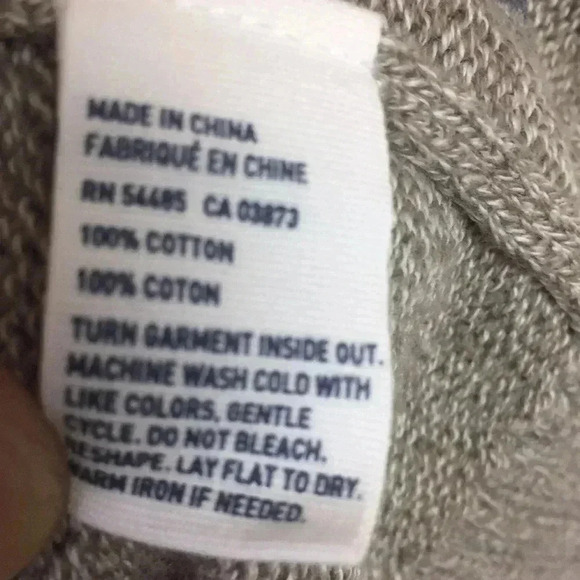 MADE IN CHINA
FABRIQUÉ EN CHINE
RN 54485 CA 03873
100% COTTON
100% COTON
TURN GARMENT INSIDE OUT.
MACHINE WASH COLD WITH
LIKE COLORS, GENTLE
CYCLE. DO NOT BLEACH.
RESHAPE. LAY FLAT TO DRY.
WARM IRON IF NEEDED.